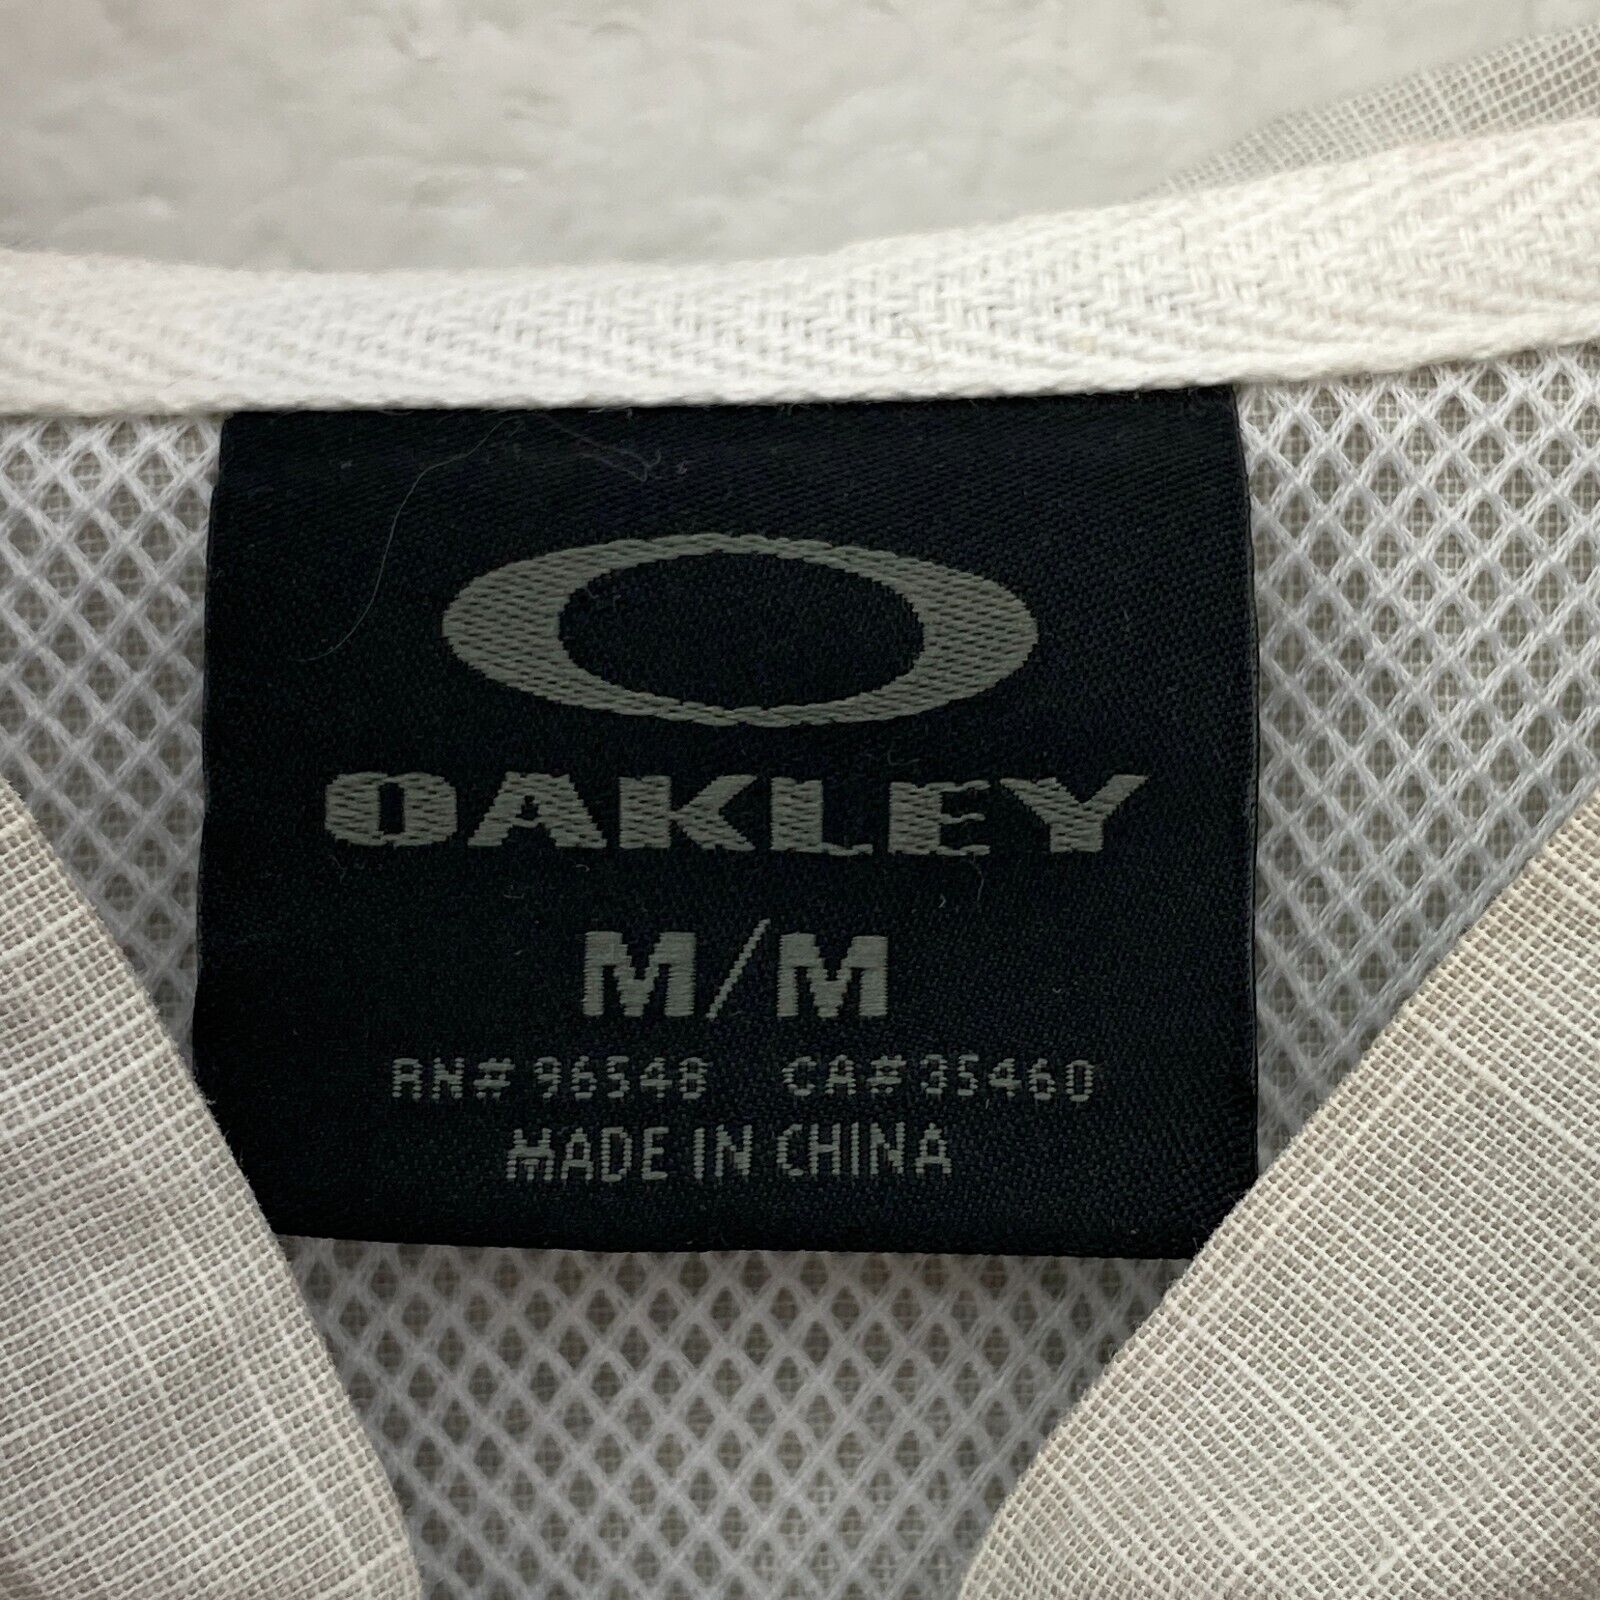 OAKLEY
M/M
RN# 96548 CA# 35460
MADE IN CHINA